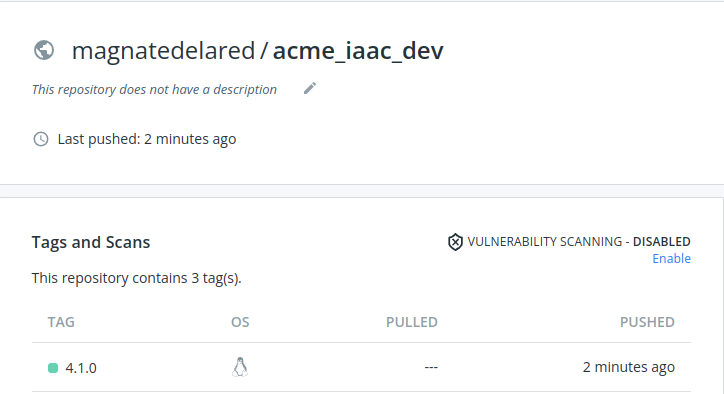 magnatedelared / acme_iaac_dev
This repository does not have a description
Last pushed: 2 minutes ago
Tags and Scans
VULNERABILITY SCANNING - DISABLED
Enable
This repository contains 3 tag(s).
TAG OS PULLED PUSHED
4.1.0 --- 2 minutes ago